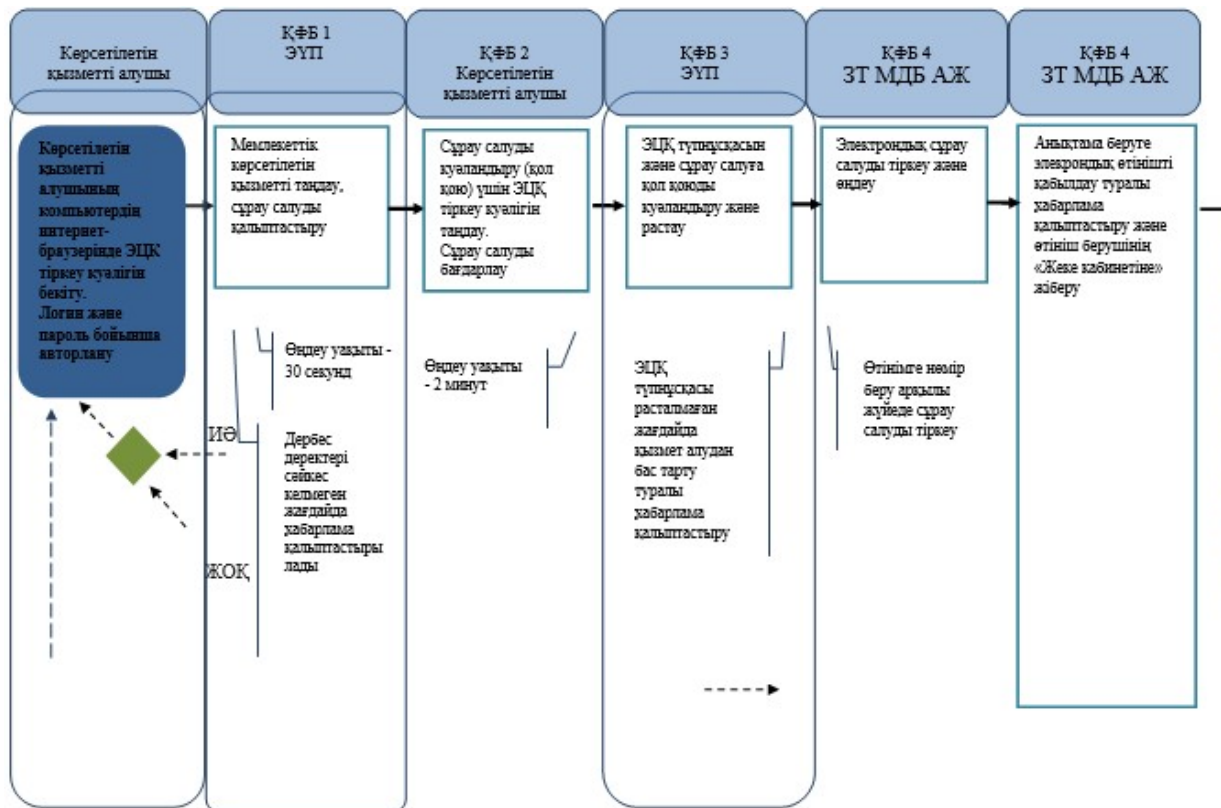 Көрсетілетін
қызметті алушы
ҚФБ 1
ЭҮП
ҚФБ 2
Көрсетілетін
қызметті алушы
ҚФБ 3
ЭҮП
ҚФБ 4
ЗТ МДБ АЖ
ҚФБ 4
ЗТ МДБ АЖ
Көрсетілетін
қызметті
алушының
компьютердің
интернет-
браузерінде ЭЦК
тіркеу куәлігін
бекіту.
Логин және
пароль бойынша
авторлану
Мемлекеттік
көрсетілетін
қызметті таңдау,
сұрау салуды
қалыптастыру
Сұрау салуды
куәландыру (қол
қою) үшін ЭЦҚ
тіркеу куәлігін
таңдау.
Сұрау салуды
бағдарлау
ЭЦҚ түпнұсқасын
және сұрау салуға
қол қоюды
куәландыру және
растау
Электрондық сұрау
салуды тіркеу және
өңдеу
Анықтама беруге
элекрондық өтінішті
қабылдау туралы
хабарлама
қалыптастыру және
өтініш берушінің
«Жеке кабинетіне»
жіберу
Өңдеу уақыты -
30 секунд
Өңдеу уақыты
- 2 минут
ЭЦҚ
түпнұсқасы
расталмаған
жағдайда
қызмет алудан
бас тарту
туралы
хабарлама
қалыптастыру
Өтінімге нөмір
беру арқылы
жүйеде сұрау
салуды тіркеу
ИӘ
Дербес
деректері
сәйкес
келмеген
жағдайда
хабарлама
қалыптастыры
лады
ЖОҚ